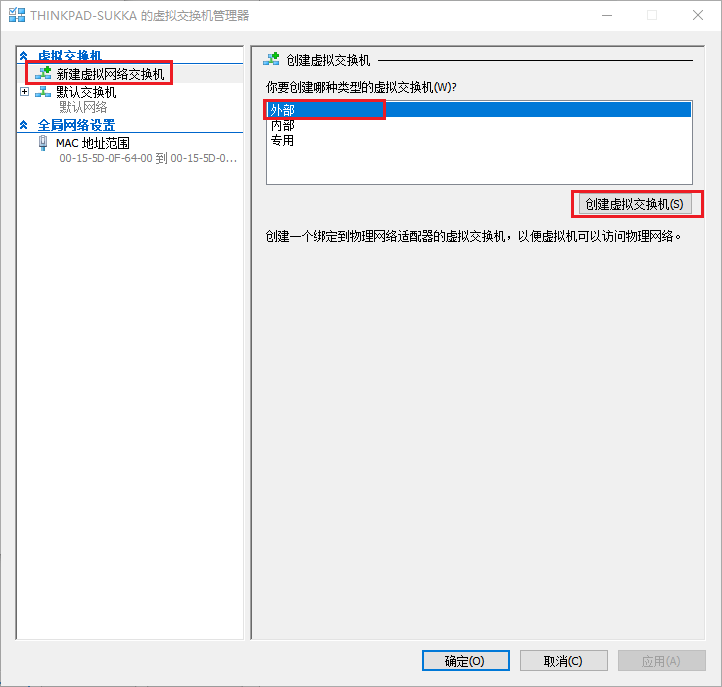 THINKPAD-SUKKA 的虚拟交换机管理器
虚拟交换机
新建虚拟网络交换机
默认交换机
默认网络
全局网络设置
MAC 地址范围
00-15-5D-0F-64-00 到 00-15-5D-0...
创建虚拟交换机
你要创建哪种类型的虚拟交换机(W)?
外部
内部
专用
创建虚拟交换机(S)
创建一个绑定到物理网络适配器的虚拟交换机，以便虚拟机可以访问物理网络。
确定(O)
取消(C)
应用(A)